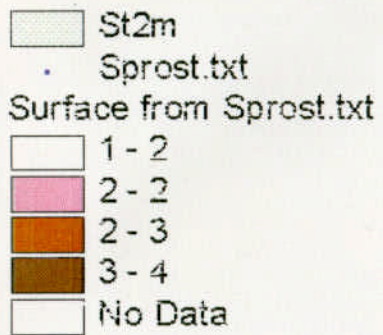 St2m
Sprost.txt
Surface from Sprost.txt
1 - 2
2 - 2
2 - 3
3 - 4
No Data